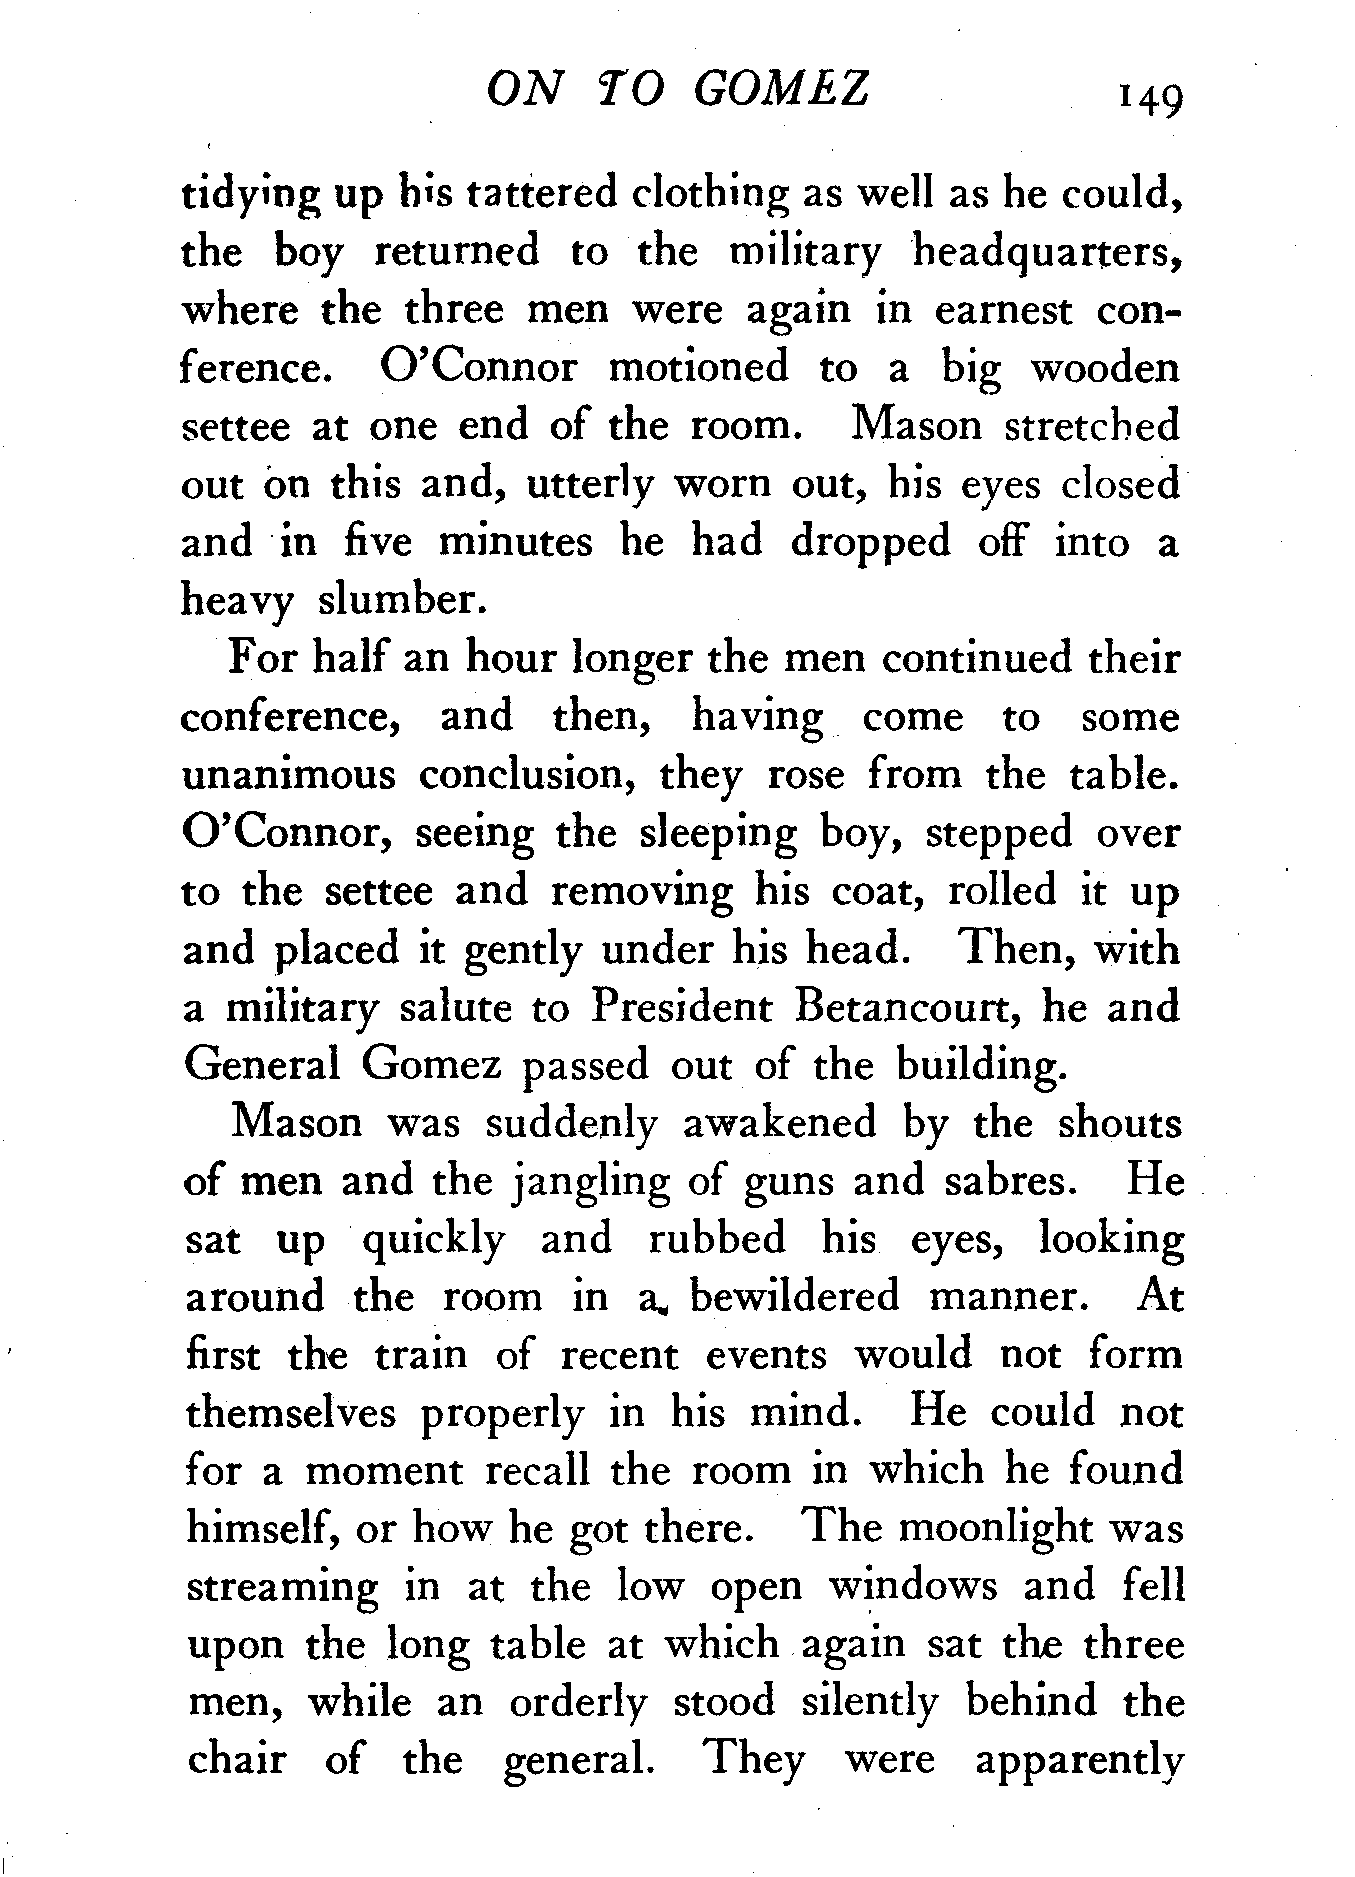 ON TO GOMEZ 149
tidying up his tattered clothing as well as he could,
the boy returned to the military headquarters,
where the three men were again in earnest con-
ference. O'Connor motioned to a big wooden
settee at one end of the room. Mason stretched
out on this and, utterly worn out, his eyes closed
and in five minutes he had dropped off into a
heavy slumber.
For half an hour longer the men continued their
conference, and then, having come to some
unanimous conclusion, they rose from the table.
O'Connor, seeing the sleeping boy, stepped over
to the settee and removing his coat, rolled it up
and placed it gently under his head. Then, with
a military salute to President Betancourt, he and
General Gomez passed out of the building.
Mason was suddenly awakened by the shouts
of men and the jangling of guns and sabres. He
sat up quickly and rubbed his eyes, looking
around the room in a bewildered manner. At
first the train of recent events would not form
themselves properly in his mind. He could not
for a moment recall the room in which he found
himself, or how he got there. The moonlight was
streaming in at the low open windows and fell
upon the long table at which again sat the three
men, while an orderly stood silently behind the
chair of the general. They were apparently